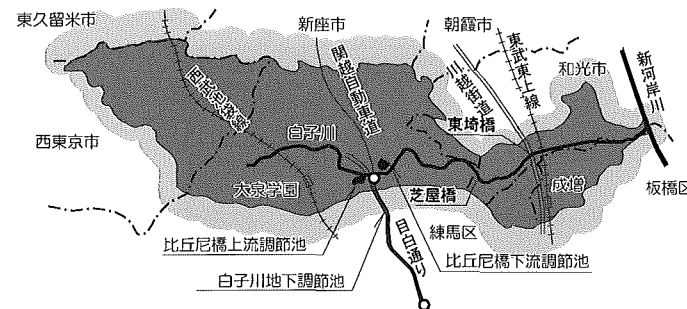 東久留米市
新座市
朝霞市
西武池袋線
関越自動車道
川越街道
東武東上線
和光市
新河岸川
西東京市
白子川
東埼橋
大泉学園
芝屋橋
成増
板橋区
比丘尼橋上流調節池
目白通り
練馬区
比丘尼橋下流調節池
白子川地下調節池